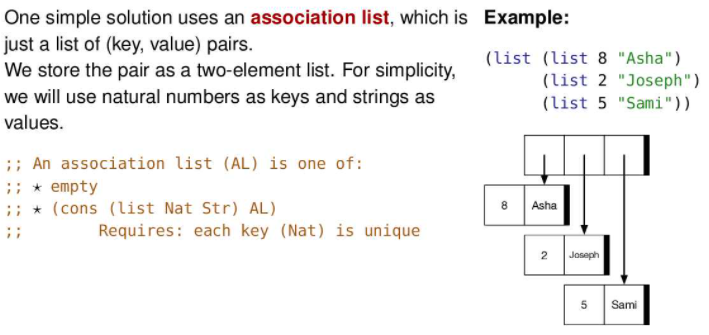 One simple solution uses an association list, which is
just a list of (key, value) pairs.
We store the pair as a two-element list. For simplicity,
we will use natural numbers as keys and strings as
values.
;; An association list (AL) is one of:
;; ⋆ empty
;; ⋆ (cons (list Nat Str) AL)
;;        Requires: each key (Nat) is unique
Example:
(list (list 8 "Asha")
      (list 2 "Joseph")
      (list 5 "Sami"))
8 Asha
2 Joseph
5 Sami